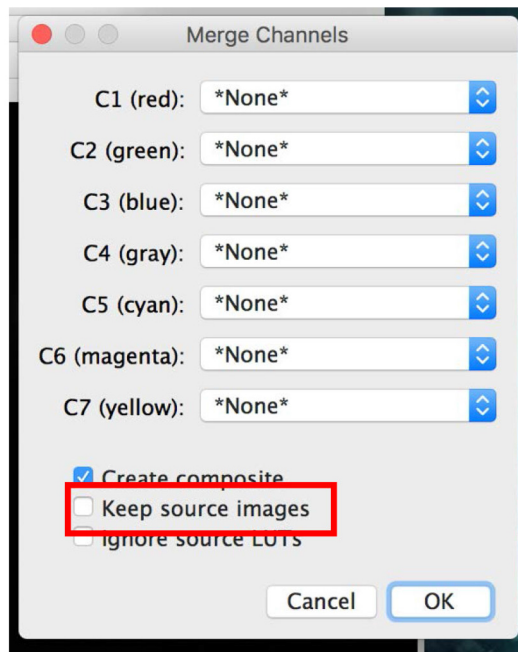 Merge Channels
C1 (red): *None*
C2 (green): *None*
C3 (blue): *None*
C4 (gray): *None*
C5 (cyan): *None*
C6 (magenta): *None*
C7 (yellow): *None*
Create composite
Keep source images
Ignore source LUTs
Cancel OK